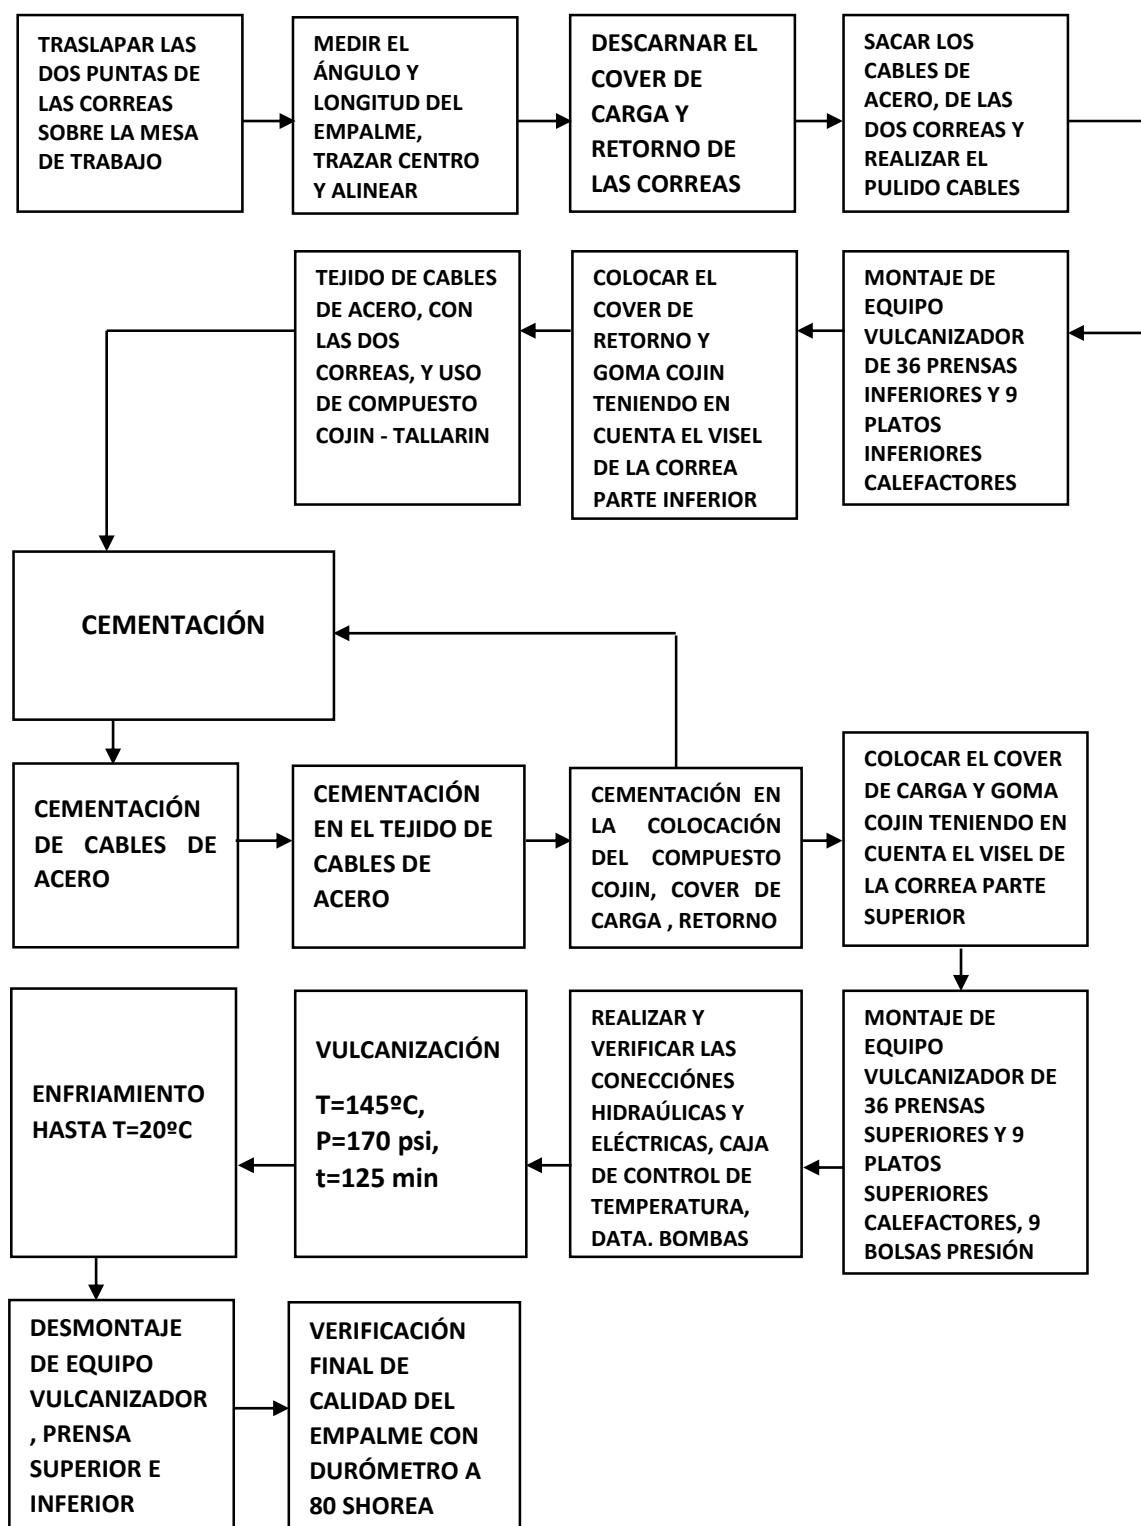 TRASLAPAR LAS
DOS PUNTAS DE
LAS CORREAS
SOBRE LA MESA
DE TRABAJO
MEDIR EL
ÁNGULO Y
LONGITUD DEL
EMPALME,
TRAZAR CENTRO
Y ALINEAR
DESCARNAR EL
COVER DE
CARGA Y
RETORNO DE
LAS CORREAS
SACAR LOS
CABLES DE
ACERO, DE LAS
DOS CORREAS Y
REALIZAR EL
PULIDO CABLES
MONTAJE DE
EQUIPO
VULCANIZADOR
DE 36 PRENSAS
INFERIORES Y 9
PLATOS
INFERIORES
CALEFACTORES
COLOCAR EL
COVER DE
RETORNO Y
GOMA COJIN
TENIENDO EN
CUENTA EL VISEL
DE LA CORREA
PARTE INFERIOR
TEJIDO DE CABLES
DE ACERO, CON
LAS DOS
CORREAS, Y USO
DE COMPUESTO
COJIN - TALLARIN
CEMENTACIÓN
CEMENTACIÓN
DE CABLES DE
ACERO
CEMENTACIÓN
EN EL TEJIDO DE
CABLES DE
ACERO
CEMENTACIÓN EN
LA COLOCACIÓN
DEL COMPUESTO
COJIN, COVER DE
CARGA , RETORNO
COLOCAR EL COVER
DE CARGA Y GOMA
COJIN TENIENDO EN
CUENTA EL VISEL DE
LA CORREA PARTE
SUPERIOR
MONTAJE DE
EQUIPO
VULCANIZADOR DE
36 PRENSAS
SUPERIORES Y 9
PLATOS
SUPERIORES
CALEFACTORES, 9
BOLSAS PRESIÓN
REALIZAR Y
VERIFICAR LAS
CONECCIÓNES
HIDRAÚLICAS Y
ELÉCTRICAS, CAJA
DE CONTROL DE
TEMPERATURA,
DATA. BOMBAS
VULCANIZACIÓN
T=145ºC,
P=170 psi,
t=125 min
ENFRIAMIENTO
HASTA T=20ºC
DESMONTAJE
DE EQUIPO
VULCANIZADOR
, PRENSA
SUPERIOR E
INFERIOR
VERIFICACIÓN
FINAL DE
CALIDAD DEL
EMPALME CON
DURÓMETRO A
80 SHOREA